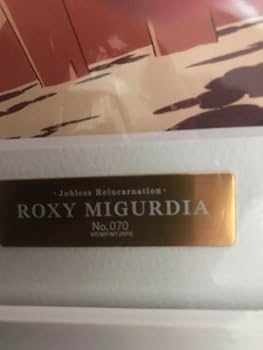 · Jobless Reincarnation ·
ROXY MIGURDIA
No.070